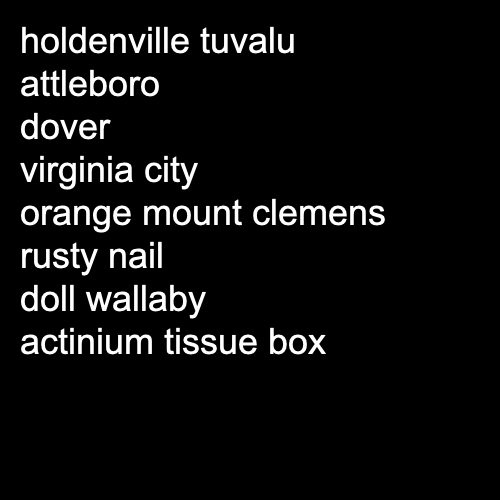 holdenville tuvalu
attleboro
dover
virginia city
orange mount clemens
rusty nail
doll wallaby
actinium tissue box